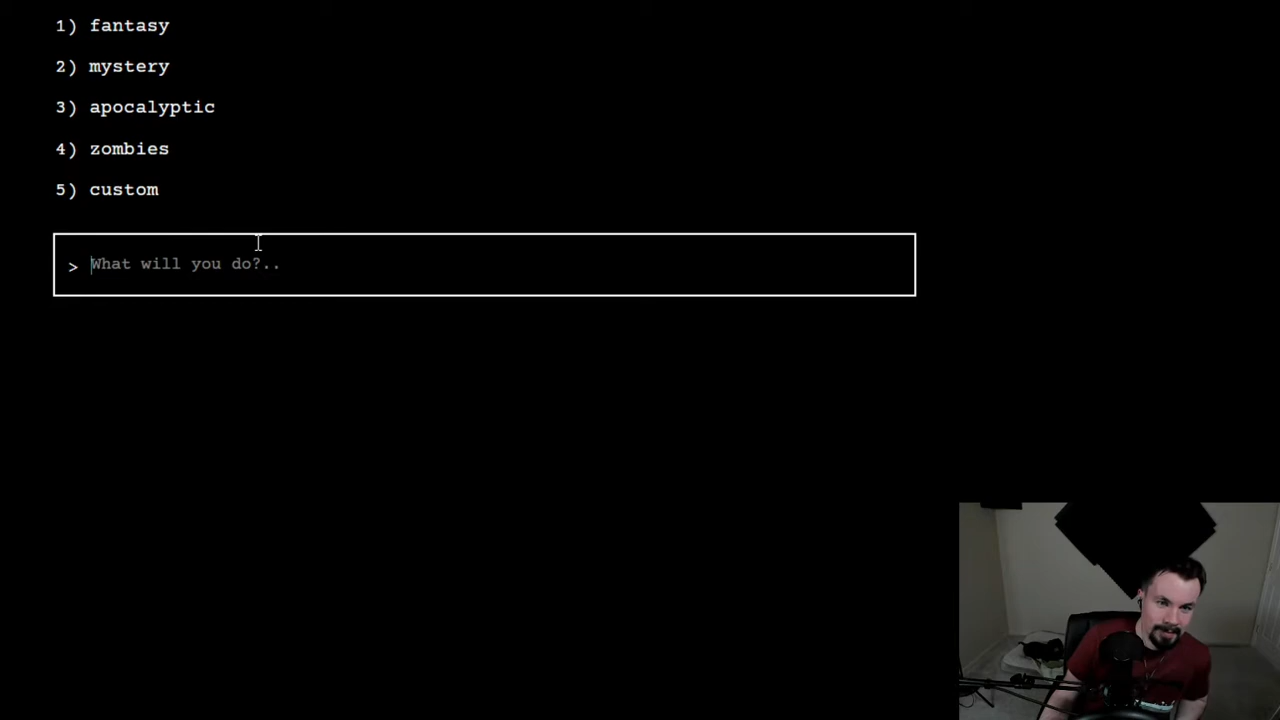 1) fantasy
2) mystery
3) apocalyptic
4) zombies
5) custom
> What will you do?..